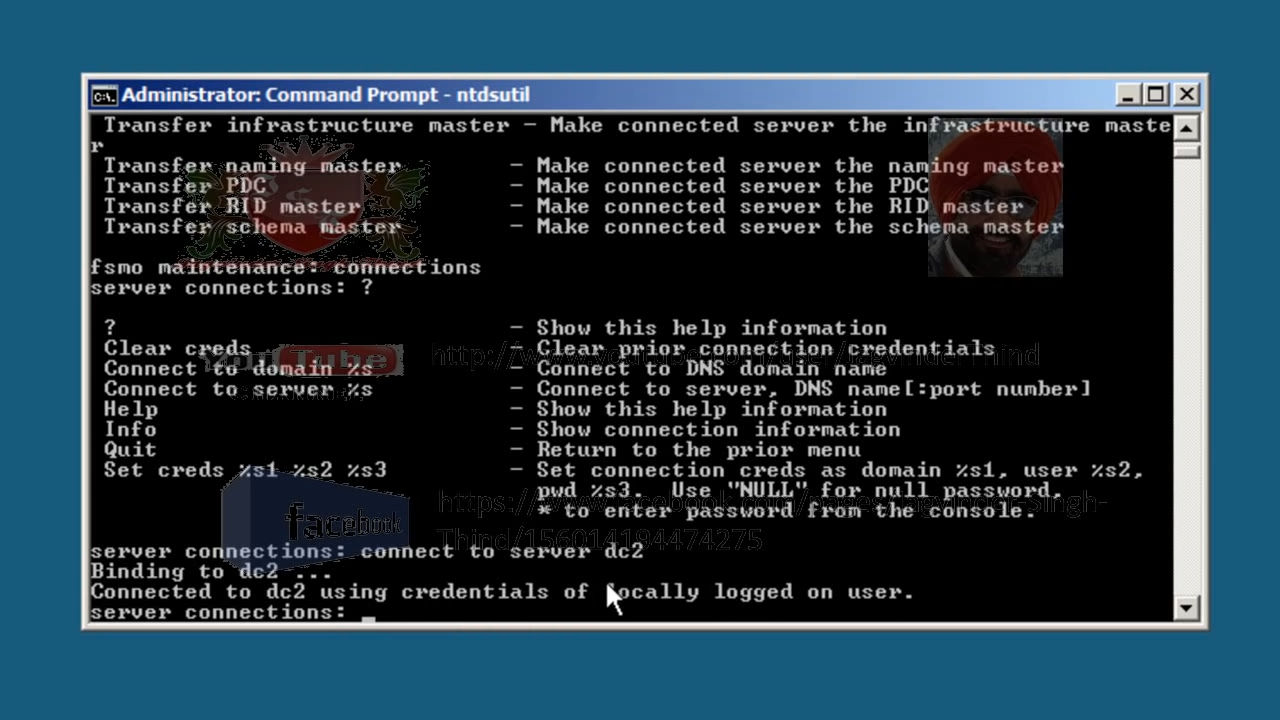 Administrator: Command Prompt - ntdsutil
Transfer infrastructure master - Make connected server the infrastructure maste
r
Transfer naming master - Make connected server the naming master
Transfer PDC - Make connected server the PDC
Transfer RID master - Make connected server the RID master
Transfer schema master - Make connected server the schema master
fsmo maintenance: connections
server connections: ?
? - Show this help information
Clear creds - Clear prior connection credentials
Connect to domain %s - Connect to DNS domain name
Connect to server %s - Connect to server, DNS name[:port number]
Help - Show this help information
Info - Show connection information
Quit - Return to the prior menu
Set creds %s1 %s2 %s3 - Set connection creds as domain %s1, user %s2,
pwd %s3. Use "NULL" for null password,
* to enter password from the console.
server connections: connect to server dc2
Binding to dc2 ...
Connected to dc2 using credentials of locally logged on user.
server connections:
You Tube
facebook
Thind/156014194474275